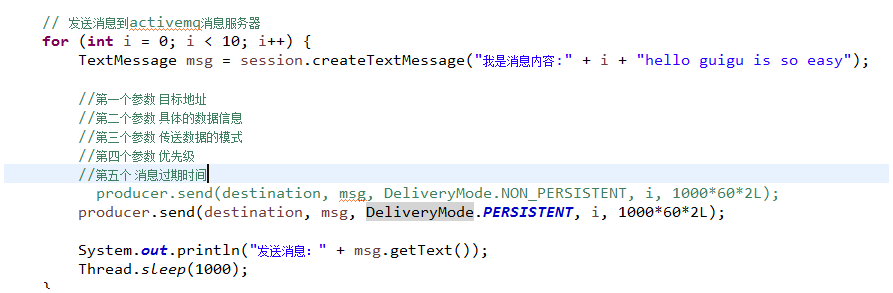 // 发送消息到activemq消息服务器
for (int i = 0; i < 10; i++) {
TextMessage msg = session.createTextMessage("我是消息内容:" + i + "hello guigu is so easy");
//第一个参数 目标地址
//第二个参数 具体的数据信息
//第三个参数 传送数据的模式
//第四个参数 优先级
//第五个 消息过期时间
producer.send(destination, msg, DeliveryMode.NON_PERSISTENT, i, 1000*60*2L);
producer.send(destination, msg, DeliveryMode.PERSISTENT, i, 1000*60*2L);
System.out.println("发送消息：" + msg.getText());
Thread.sleep(1000);
}